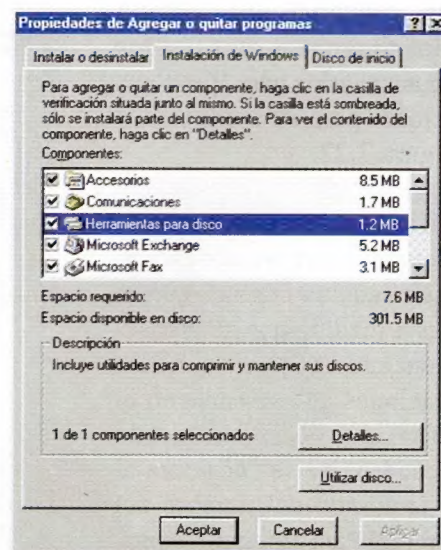 Propiedades de Agregar o quitar programas
Instalar o desinstalar Instalación de Windows Disco de inicio
Para agregar o quitar un componente, haga clic en la casilla de
verificación situada junto al mismo. Si la casilla está sombreada,
sólo se instalará parte del componente. Para ver el contenido del
componente, haga clic en "Detalles".
Componentes:
Accesorios 8.5 MB
Comunicaciones 1.7 MB
Herramientas para disco 1.2 MB
Microsoft Exchange 5.2 MB
Microsoft Fax 3.1 MB
Espacio requerido: 7.6 MB
Espacio disponible en disco: 301.5 MB
Descripción
Incluye utilidades para comprimir y mantener sus discos.
1 de 1 componentes seleccionados Detalles...
Utilizar disco...
Aceptar Cancelar Aplicar